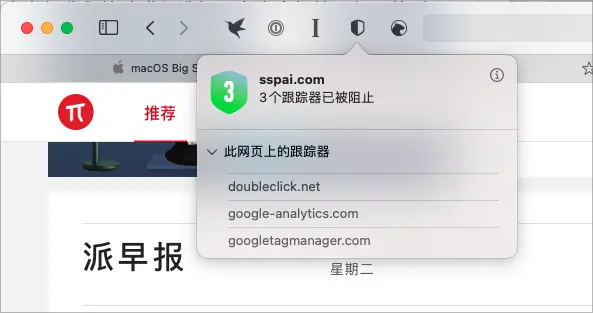 macOS Big S
sspai.com
3 个跟踪器已被阻止
3
推荐
此网页上的跟踪器
doubleclick.net
google-analytics.com
googletagmanager.com
派早报
星期二